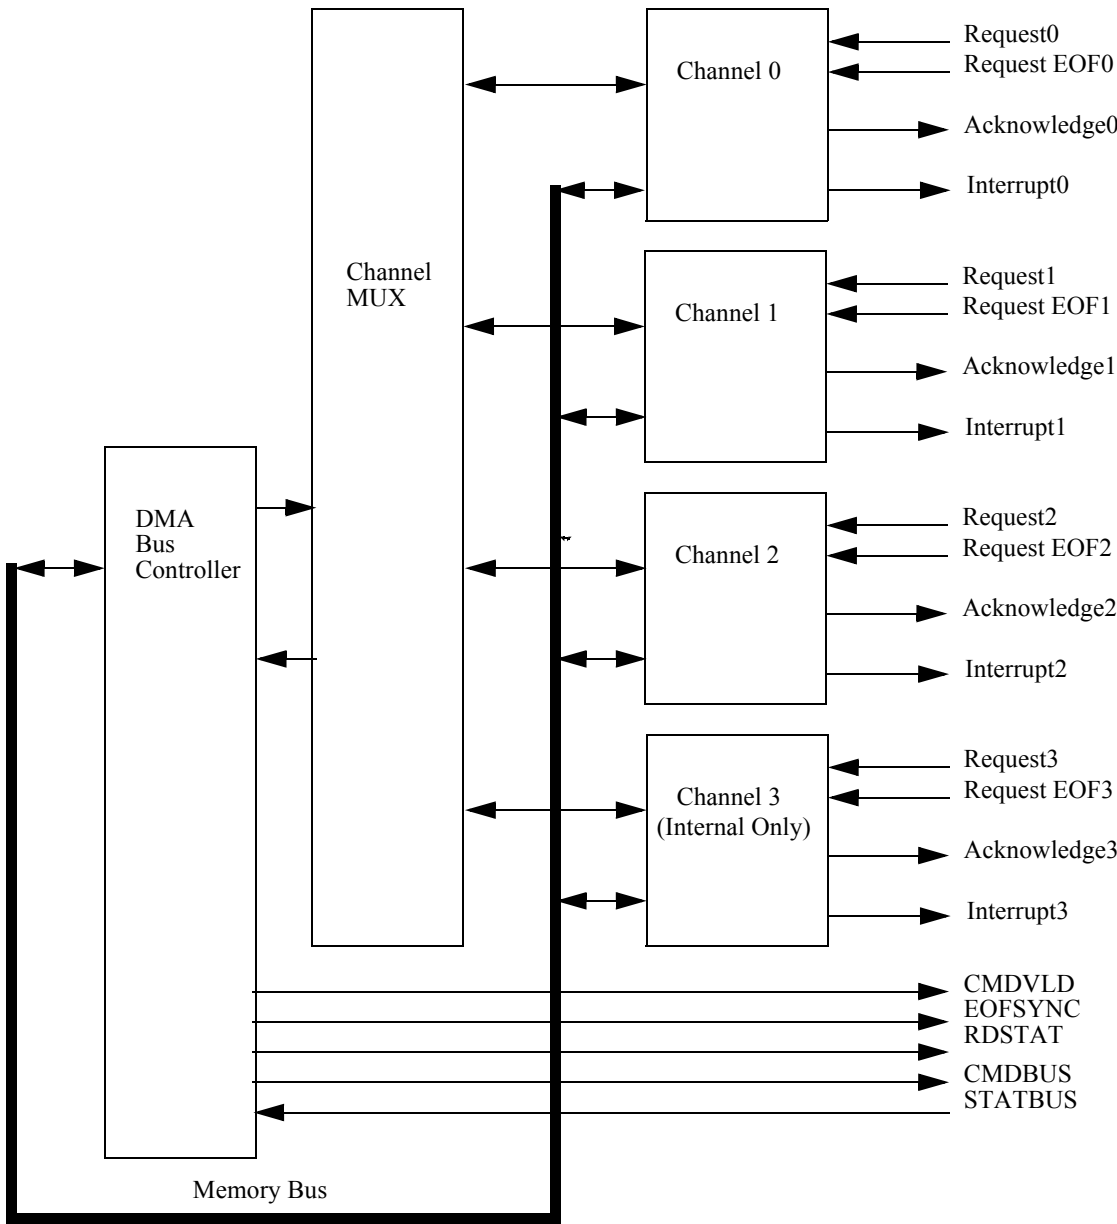 Channel 0
Request0
Request EOF0
Acknowledge0
Interrupt0
Channel
MUX
Channel 1
Request1
Request EOF1
Acknowledge1
Interrupt1
DMA
Bus
Controller
Channel 2
Request2
Request EOF2
Acknowledge2
Interrupt2
Channel 3
(Internal Only)
Request3
Request EOF3
Acknowledge3
Interrupt3
CMDVLD
EOFSYNC
RDSTAT
CMDBUS
STATBUS
Memory Bus